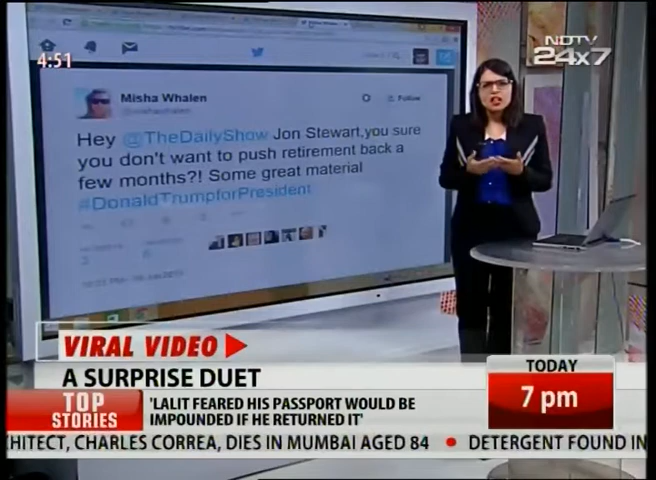 4:51
NDTV
24x7
Misha Whalen
Follow
Hey @TheDailyShow Jon Stewart,you sure
you don't want to push retirement back a
few months?! Some great material
#DonaldTrumpforPresident
VIRAL VIDEO
A SURPRISE DUET
TODAY
7 pm
TOP
STORIES
'LALIT FEARED HIS PASSPORT WOULD BE
IMPOUNDED IF HE RETURNED IT'
CHITECT, CHARLES CORREA, DIES IN MUMBAI AGED 84 • DETERGENT FOUND IN